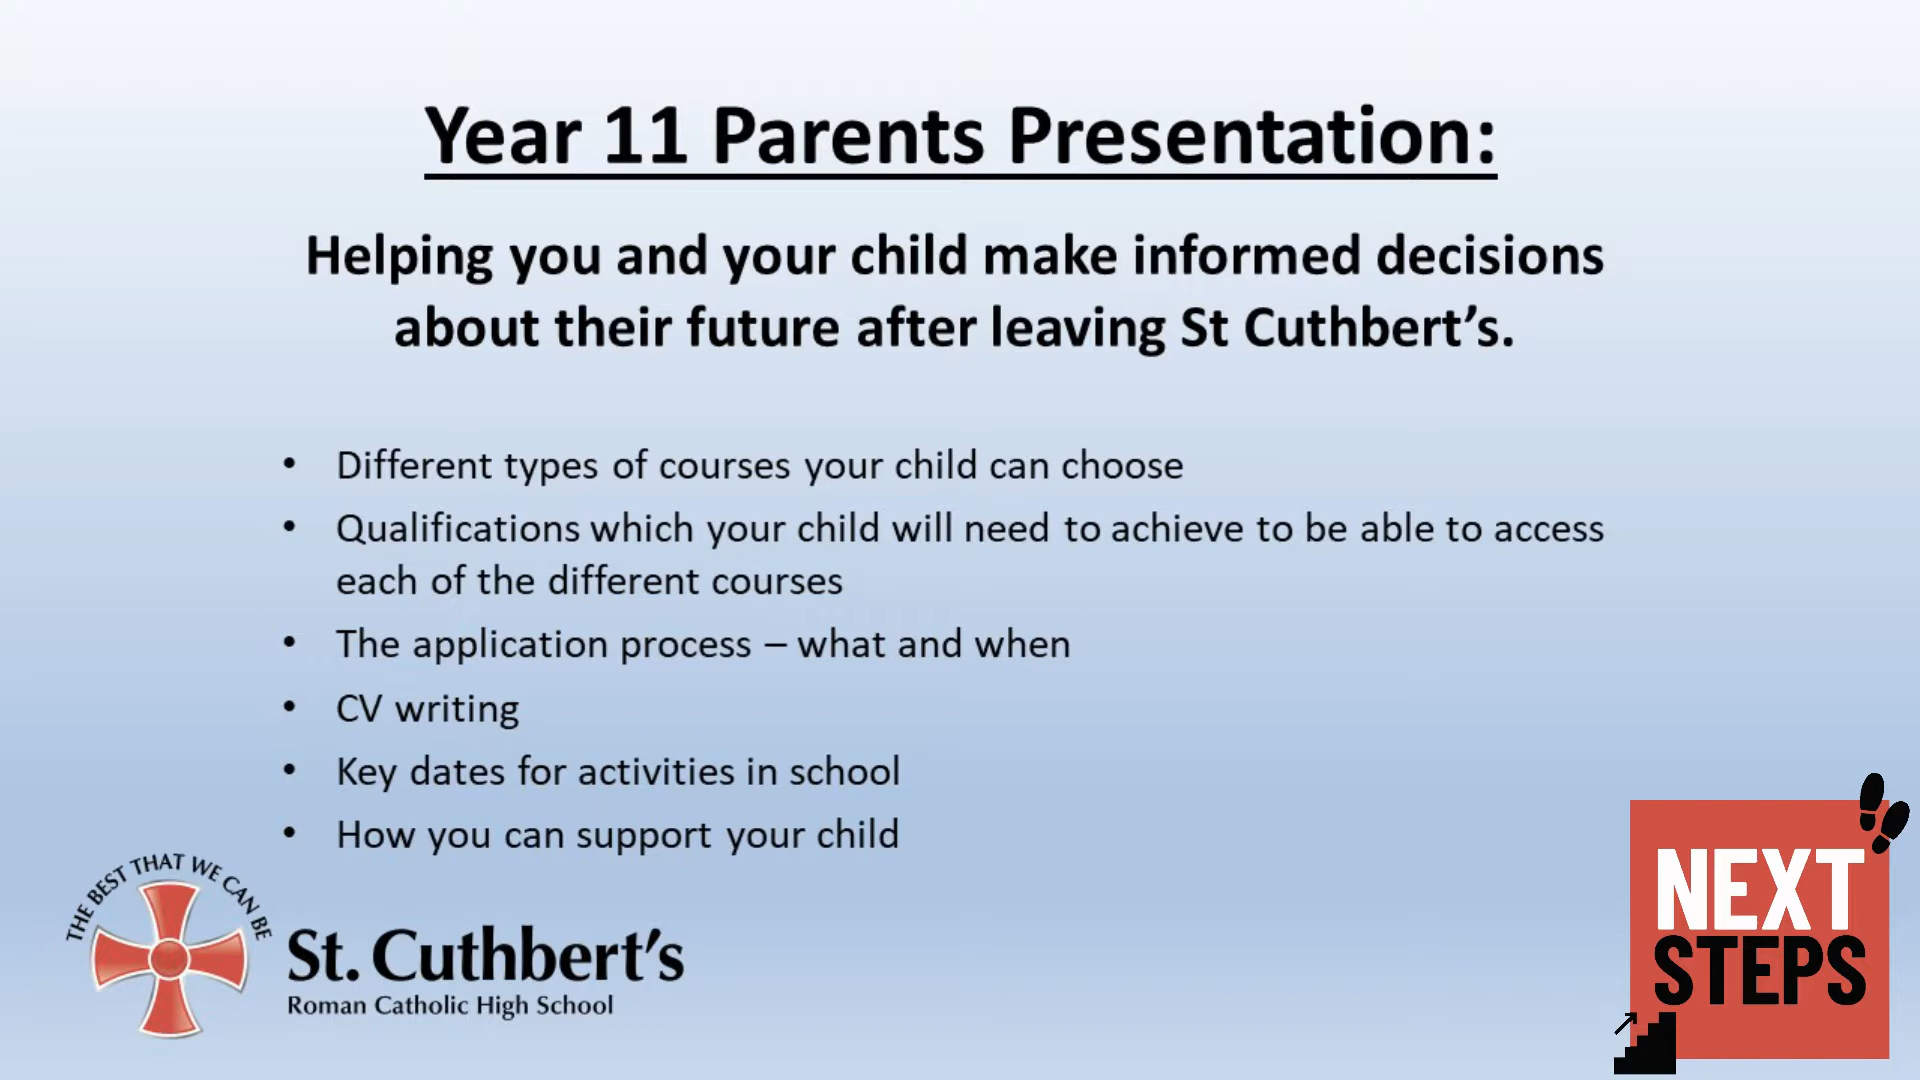 Year 11 Parents Presentation:
Helping you and your child make informed decisions
about their future after leaving St Cuthbert’s.
• Different types of courses your child can choose
• Qualifications which your child will need to achieve to be able to access
each of the different courses
• The application process – what and when
• CV writing
• Key dates for activities in school
• How you can support your child
THE BEST THAT WE CAN BE
St. Cuthbert’s
Roman Catholic High School
NEXT
STEPS